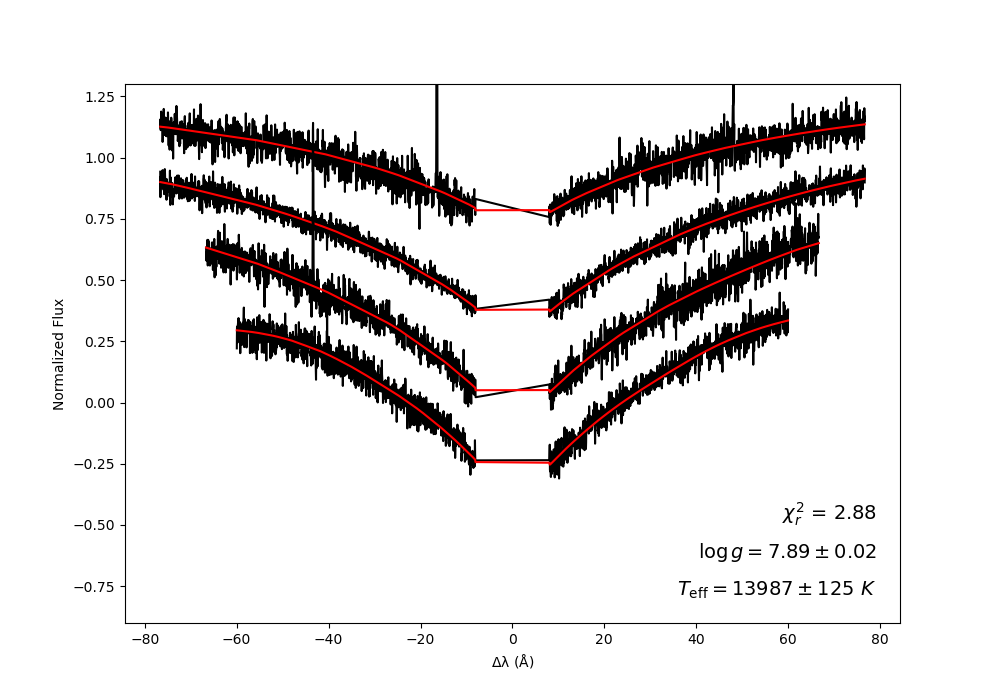 1.25
1.00
0.75
0.50
0.25
0.00
−0.25
−0.50
−0.75
Normalized Flux
χ²ᵣ = 2.88
log g = 7.89 ± 0.02
T_eff = 13987 ± 125 K
−80 −60 −40 −20 0 20 40 60 80
Δλ (Å)